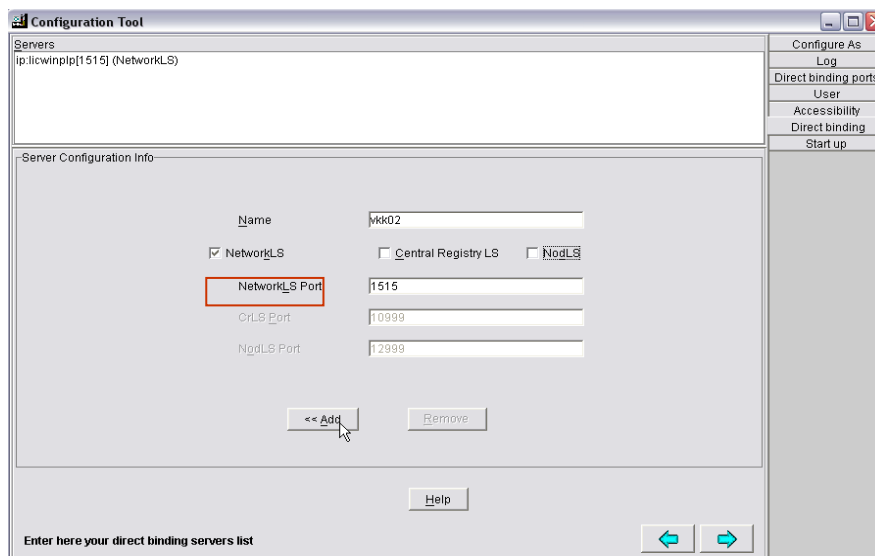 Configuration Tool
Servers
ip:licwinplp[1515] (NetworkLS)
Configure As
Log
Direct binding ports
User
Accessibility
Direct binding
Start up
Server Configuration Info
Name
vkk02
NetworkLS
Central Registry LS
NodLS
NetworkLS Port
1515
CrLS Port
10999
NodLS Port
12999
<< Add
Remove
Help
Enter here your direct binding servers list